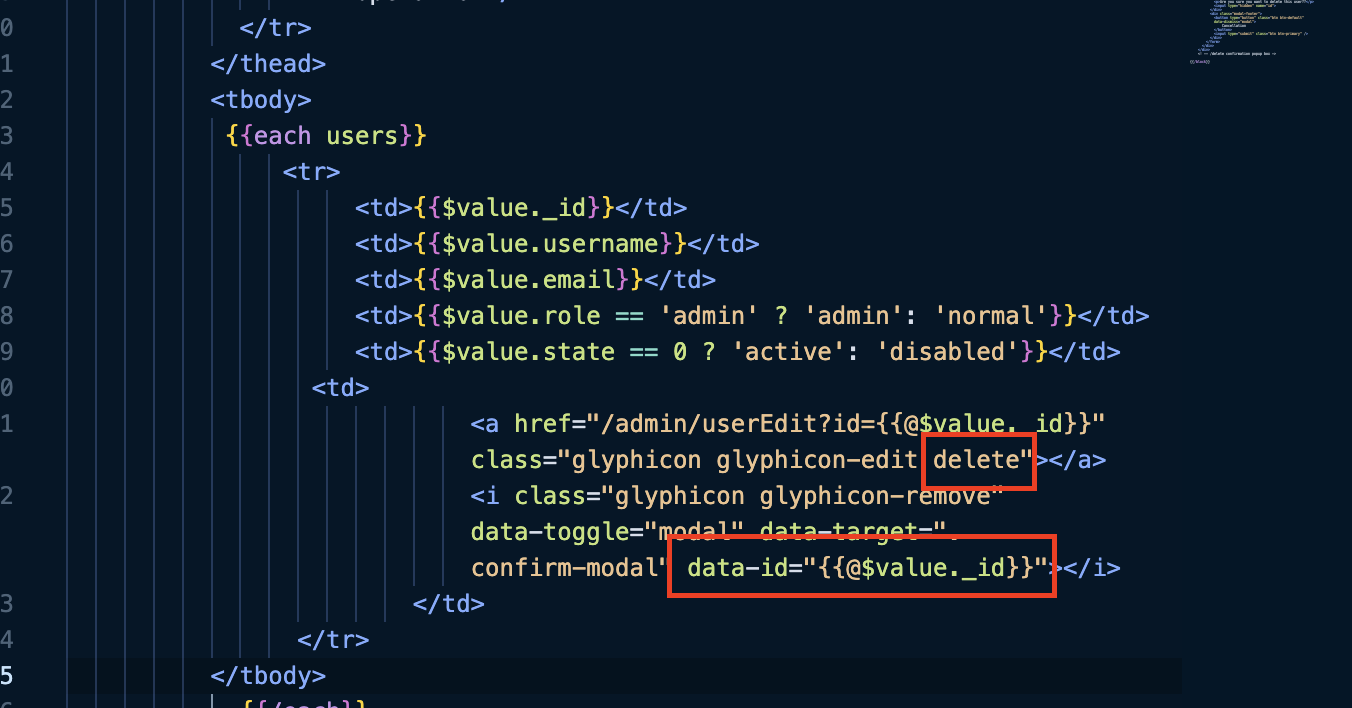 0 </tr>
1 </thead>
2 <tbody>
3 {{each users}}
4 <tr>
5 <td>{{$value._id}}</td>
6 <td>{{$value.username}}</td>
7 <td>{{$value.email}}</td>
8 <td>{{$value.role == 'admin' ? 'admin': 'normal'}}</td>
9 <td>{{$value.state == 0 ? 'active': 'disabled'}}</td>
0 <td>
1 <a href="/admin/userEdit?id={{@$value._id}}"
class="glyphicon glyphicon-edit delete"></a>
2 <i class="glyphicon glyphicon-remove"
data-toggle="modal" data-target=".
confirm-modal" data-id="{{@$value._id}}"></i>
3 </td>
4 </tr>
5 </tbody>
{{/each}}